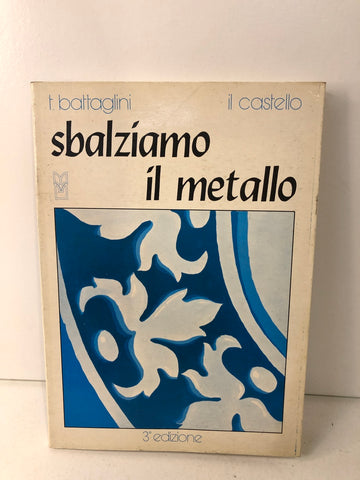 t. battaglini il castello
sbalziamo
il metallo
3ª edizione